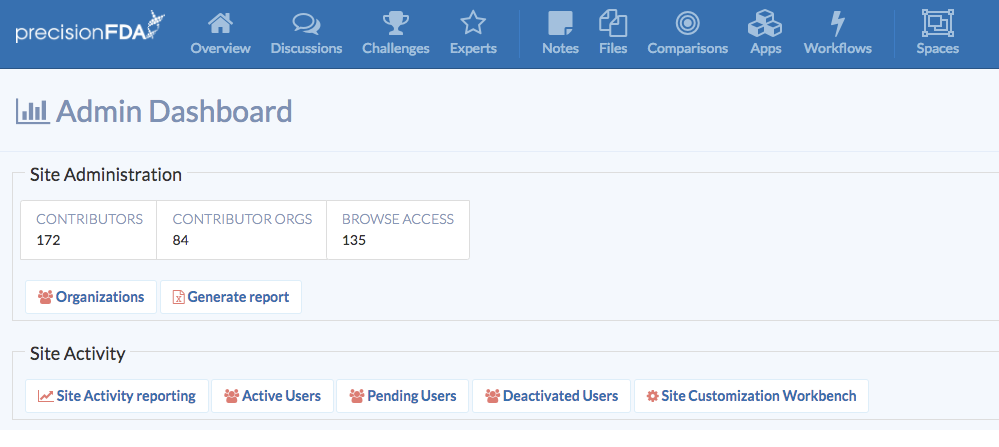 precisionFDA
Overview Discussions Challenges Experts Notes Files Comparisons Apps Workflows Spaces
Admin Dashboard
Site Administration
CONTRIBUTORS CONTRIBUTOR ORGS BROWSE ACCESS
172 84 135
Organizations Generate report
Site Activity
Site Activity reporting Active Users Pending Users Deactivated Users Site Customization Workbench